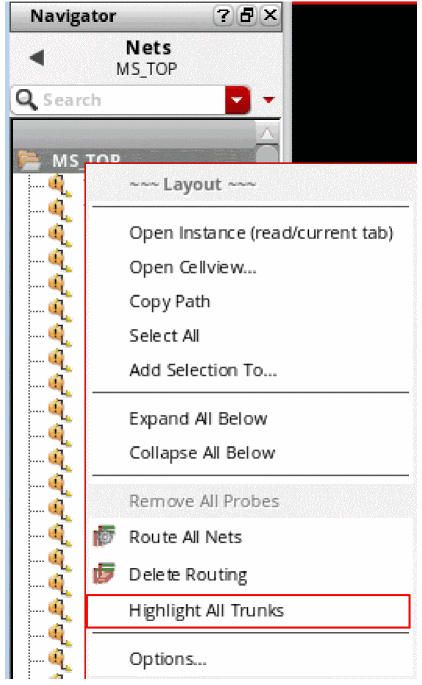 Navigator
Nets
MS_TOP
Search
MS_TOP
~~~ Layout ~~~
Open Instance (read/current tab)
Open Cellview...
Copy Path
Select All
Add Selection To...
Expand All Below
Collapse All Below
Remove All Probes
Route All Nets
Delete Routing
Highlight All Trunks
Options...